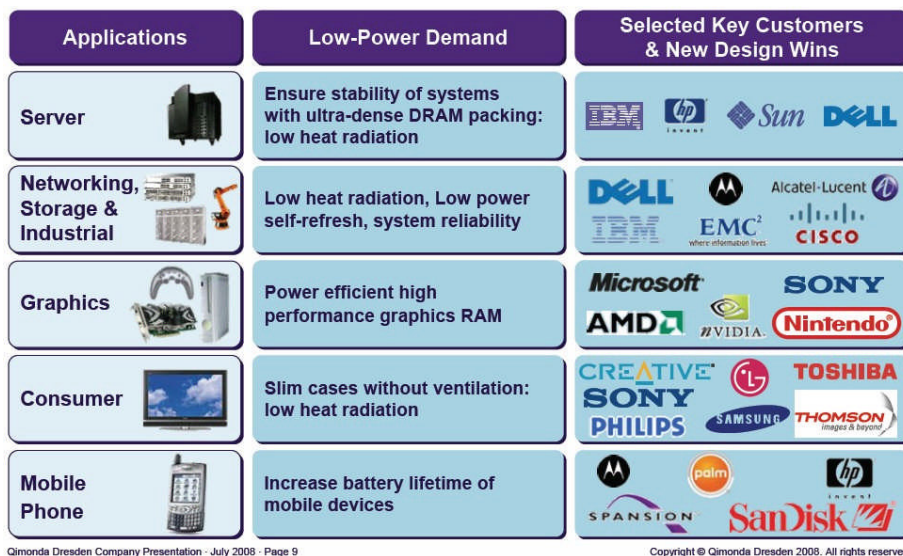 Applications
Low-Power Demand
Selected Key Customers
& New Design Wins
Server
Ensure stability of systems
with ultra-dense DRAM packing:
low heat radiation
IBM
hp
invent
Sun
DELL
Networking,
Storage &
Industrial
Low heat radiation, Low power
self-refresh, system reliability
DELL
Alcatel-Lucent
IBM
EMC²
where information lives
CISCO
Graphics
Power efficient high
performance graphics RAM
Microsoft
SONY
AMD
nVIDIA.
Nintendo®
Consumer
Slim cases without ventilation:
low heat radiation
CREATIVE®
LG
TOSHIBA
SONY
PHILIPS
SAMSUNG
THOMSON
images & beyond
Mobile
Phone
Increase battery lifetime of
mobile devices
palm
hp
invent
SPANSION
SanDisk
Qimonda Dresden Company Presentation · July 2008 · Page 9
Copyright © Qimonda Dresden 2008. All rights reserve